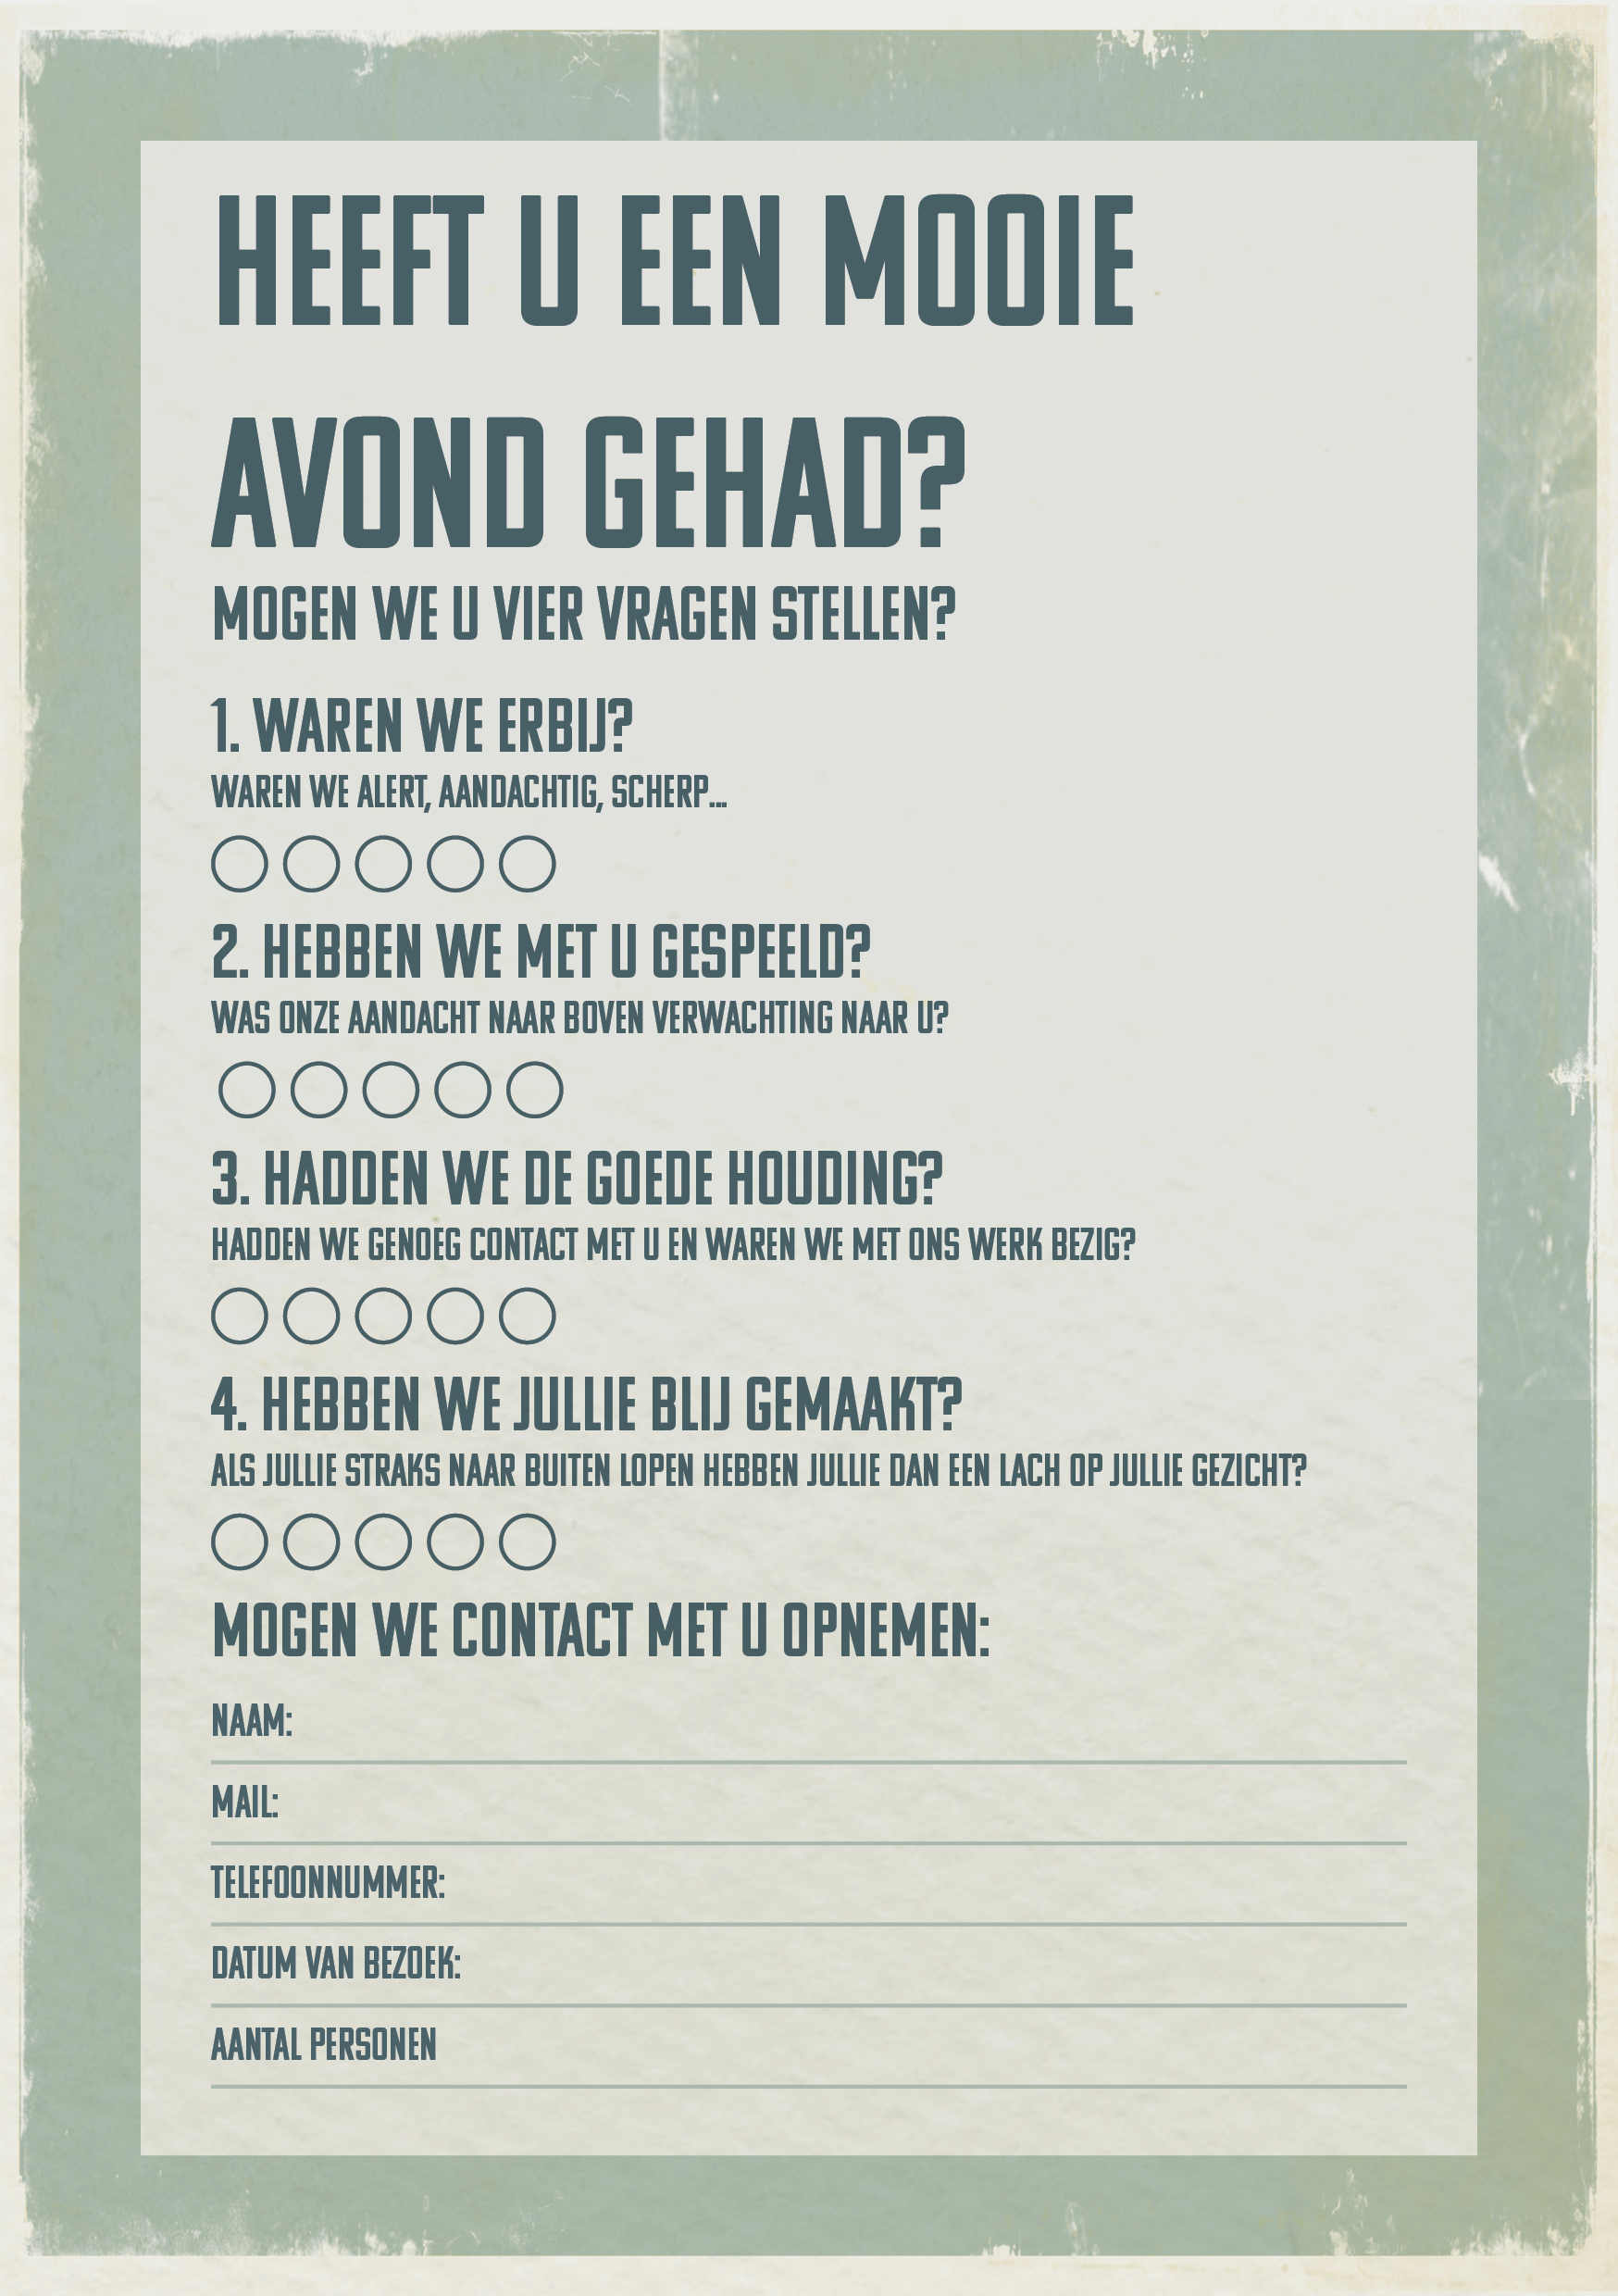 HEEFT U EEN MOOIE
AVOND GEHAD?
MOGEN WE U VIER VRAGEN STELLEN?
1. WAREN WE ERBIJ?
WAREN WE ALERT, AANDACHTIG, SCHERP...
2. HEBBEN WE MET U GESPEELD?
WAS ONZE AANDACHT NAAR BOVEN VERWACHTING NAAR U?
3. HADDEN WE DE GOEDE HOUDING?
HADDEN WE GENOEG CONTACT MET U EN WAREN WE MET ONS WERK BEZIG?
4. HEBBEN WE JULLIE BLIJ GEMAAKT?
ALS JULLIE STRAKS NAAR BUITEN LOPEN HEBBEN JULLIE DAN EEN LACH OP JULLIE GEZICHT?
MOGEN WE CONTACT MET U OPNEMEN:
NAAM:
MAIL:
TELEFOONNUMMER:
DATUM VAN BEZOEK:
AANTAL PERSONEN